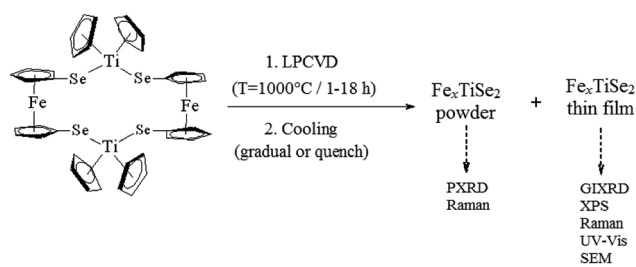 Ti
Se Se
Fe Fe
Se Se
Ti
1. LPCVD
(T=1000°C / 1-18 h)
2. Cooling
(gradual or quench)
FeₓTiSe₂
powder
+
FeₓTiSe₂
thin film
PXRD
Raman
GIXRD
XPS
Raman
UV-Vis
SEM